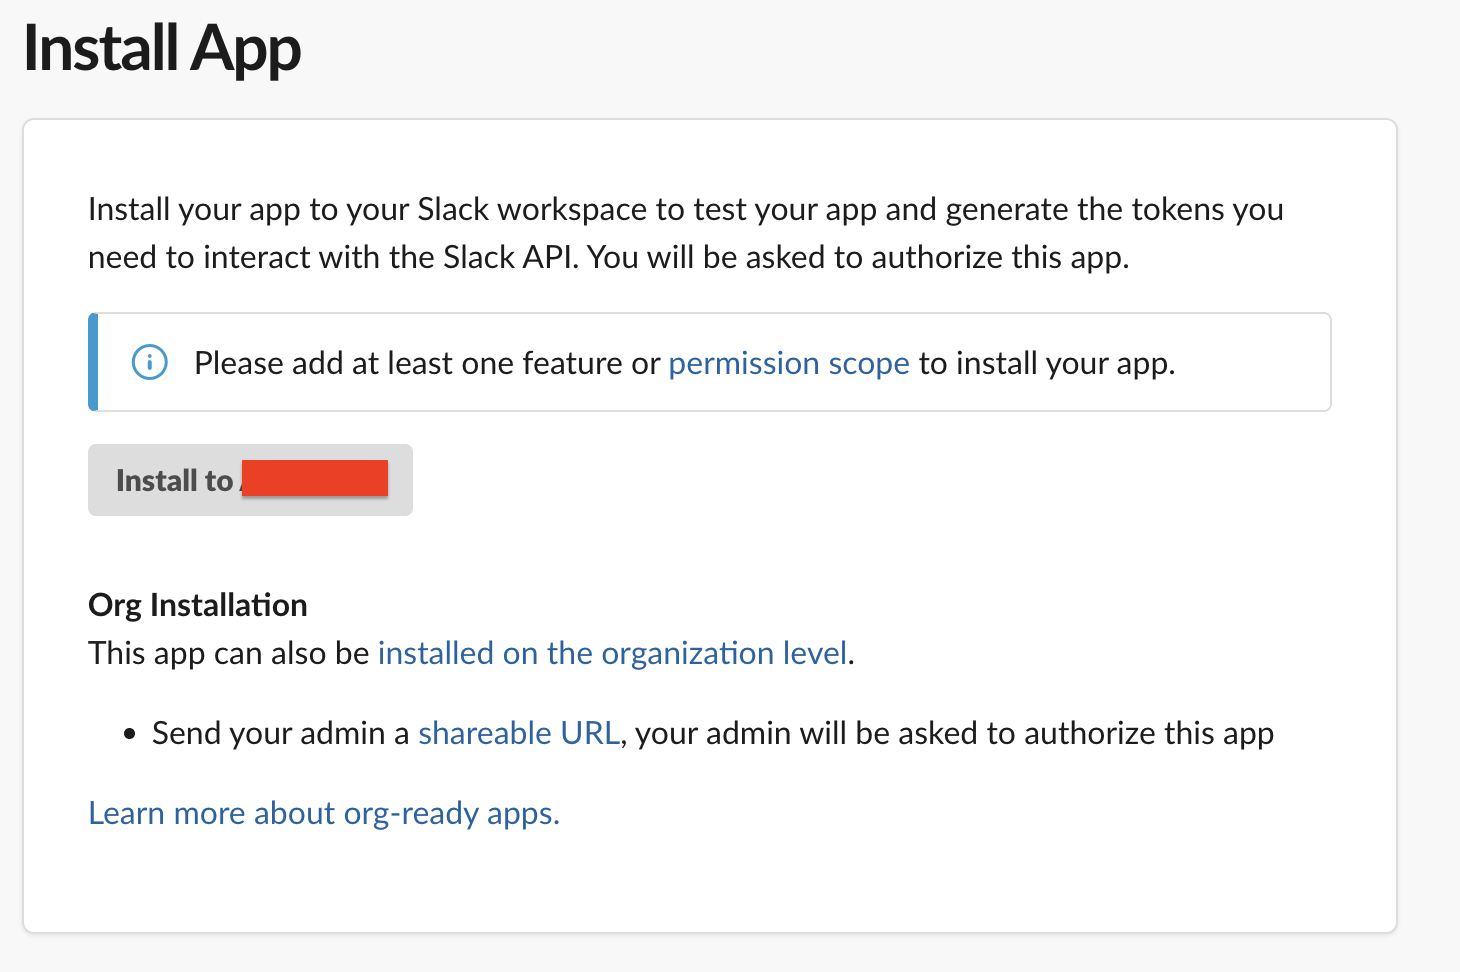 Install App
Install your app to your Slack workspace to test your app and generate the tokens you
need to interact with the Slack API. You will be asked to authorize this app.
Please add at least one feature or permission scope to install your app.
Install to
Org Installation
This app can also be installed on the organization level.
• Send your admin a shareable URL, your admin will be asked to authorize this app
Learn more about org-ready apps.